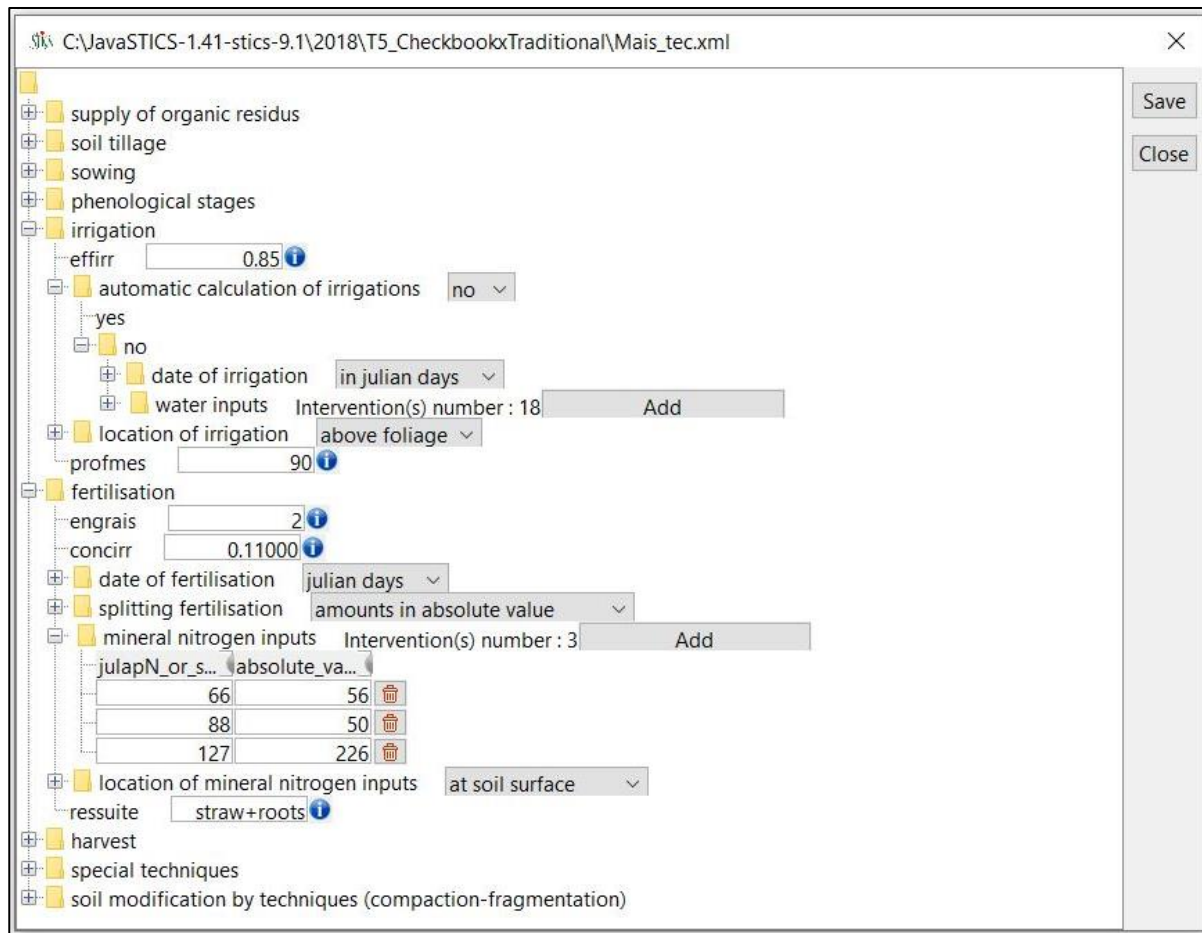 C:\JavaSTICS-1.41-stics-9.1\2018\T5_CheckbookxTraditional\Mais_tec.xml
Save
Close
supply of organic residus
soil tillage
sowing
phenological stages
irrigation
effirr 0.85
automatic calculation of irrigations no
yes
no
date of irrigation in julian days
water inputs Intervention(s) number : 18 Add
location of irrigation above foliage
profmes 90
fertilisation
engrais 2
concirr 0.11000
date of fertilisation julian days
splitting fertilisation amounts in absolute value
mineral nitrogen inputs Intervention(s) number : 3 Add
julapN_or_s... absolute_va...
66 56
88 50
127 226
location of mineral nitrogen inputs at soil surface
ressuite straw+roots
harvest
special techniques
soil modification by techniques (compaction-fragmentation)